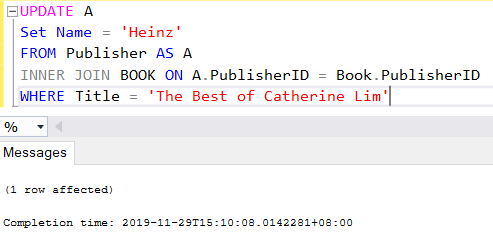 UPDATE A
Set Name = 'Heinz'
FROM Publisher AS A
INNER JOIN BOOK ON A.PublisherID = Book.PublisherID
WHERE Title = 'The Best of Catherine Lim'
%
Messages
(1 row affected)
Completion time: 2019-11-29T15:10:08.0142281+08:00